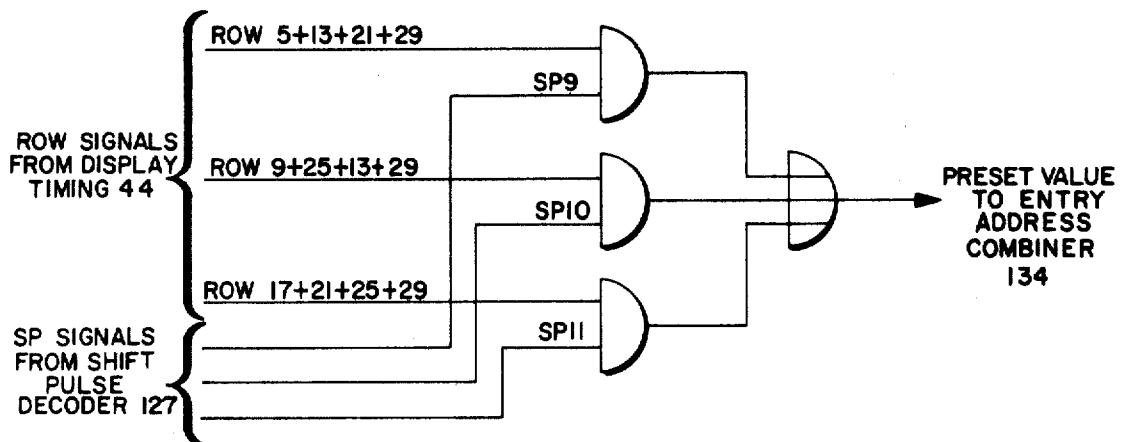 ROW 5+13+21+29
SP9
ROW SIGNALS
FROM DISPLAY
TIMING 44
ROW 9+25+13+29
SP10
PRESET VALUE
TO ENTRY
ADDRESS
COMBINER
134
ROW 17+21+25+29
SP11
SP SIGNALS
FROM SHIFT
PULSE
DECODER 127